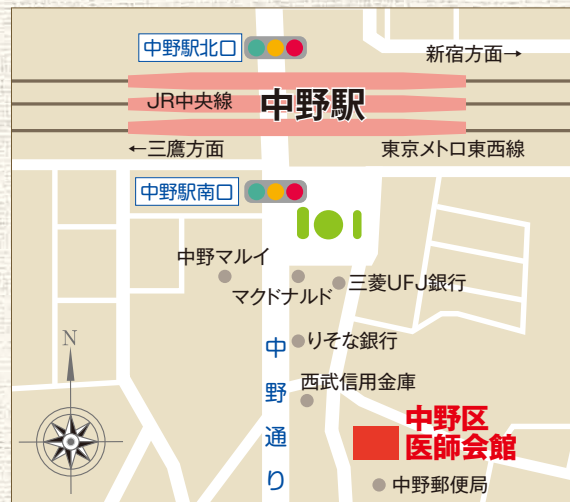 中野駅北口
新宿方面→
JR中央線
中野駅
←三鷹方面
東京メトロ東西線
中野駅南口
中野マルイ
マクドナルド
三菱UFJ銀行
りそな銀行
中野通り
西武信用金庫
N
中野区
医師会館
中野郵便局